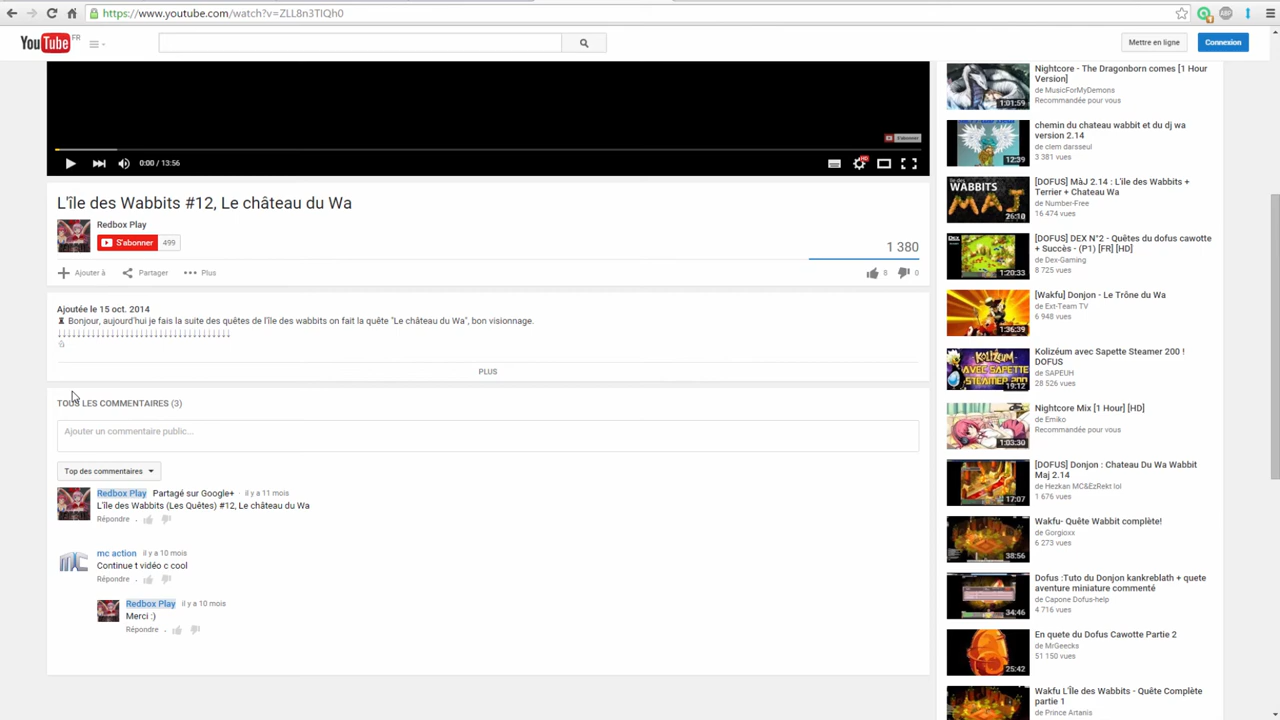 https://www.youtube.com/watch?v=ZLL8n3TIQh0
YouTube FR
Mettre en ligne
Connexion
S'abonner
0:00 / 13:56
L'île des Wabbits #12, Le château du Wa
Redbox Play
S'abonner 499
1 380
Ajouter à
Partager
Plus
8
0
Ajoutée le 15 oct. 2014
Bonjour, aujourd'hui je fais la suite des quêtes de l'île des wabbits
"Le château du Wa", bon visionnage.
↓↓↓↓↓↓↓↓↓↓↓↓↓↓↓↓↓↓↓↓↓↓↓↓↓↓↓↓↓↓
PLUS
TOUS LES COMMENTAIRES (3)
Ajouter un commentaire public...
Top des commentaires
Redbox Play Partagé sur Google+ · il y a 11 mois
L'île des Wabbits (Les Quêtes) #12, Le château du Wa
Répondre ·
mc action il y a 10 mois
Continue t vidéo c cool
Répondre ·
Redbox Play il y a 10 mois
Merci :)
Répondre ·
Nightcore - The Dragonborn comes [1 Hour
Version]
de MusicForMyDemons
Recommandée pour vous
1:01:59
chemin du chateau wabbit et du dj wa
version 2.14
de clem darsseul
3 381 vues
12:39
[DOFUS] MàJ 2.14 : L'île des Wabbits +
Terrier + Chateau Wa
de Number-Free
16 474 vues
Île des
WABBITS
MAJ
26:10
[DOFUS] DEX N°2 - Quêtes du dofus cawotte
+ Succès - (P1) [FR] [HD]
de Dex-Gaming
8 725 vues
1:20:33
[Wakfu] Donjon - Le Trône du Wa
de Ext-Team TV
6 948 vues
1:36:39
Kolizéum avec Sapette Steamer 200 !
DOFUS
de SAPEUH
28 526 vues
KOLIZÉUM
AVEC SAPETTE
STEAMER 200
19:12
Nightcore Mix [1 Hour] [HD]
de Emiko
Recommandée pour vous
1:03:30
[DOFUS] Donjon : Chateau Du Wa Wabbit
Maj 2.14
de Hezkan MC&EzRekt lol
1 676 vues
17:07
Wakfu- Quête Wabbit complète!
de Gorgioxx
6 273 vues
38:56
Dofus :Tuto du Donjon kankreblath + quete
aventure miniature commenté
de Capone Dofus-help
4 716 vues
34:46
En quete du Dofus Cawotte Partie 2
de MrGeecks
51 150 vues
25:42
Wakfu L'Île des Wabbits - Quête Complète
partie 1
de Prince Artanis